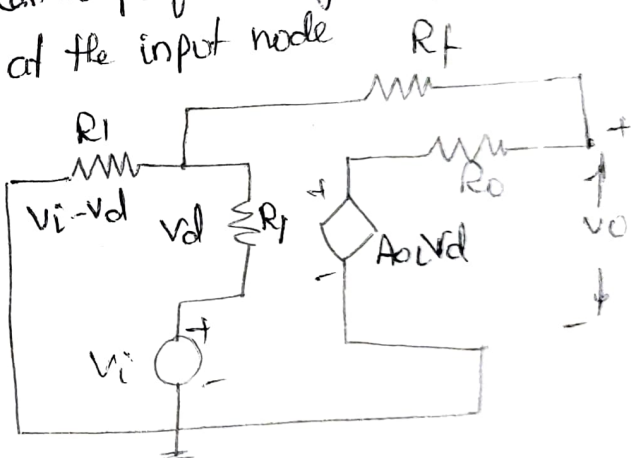 at the input node
Rf
R1
+
Ro
Vi-Vd
Vd
Ri
+
AoLVd
-
Vo
-
Vi
+
-